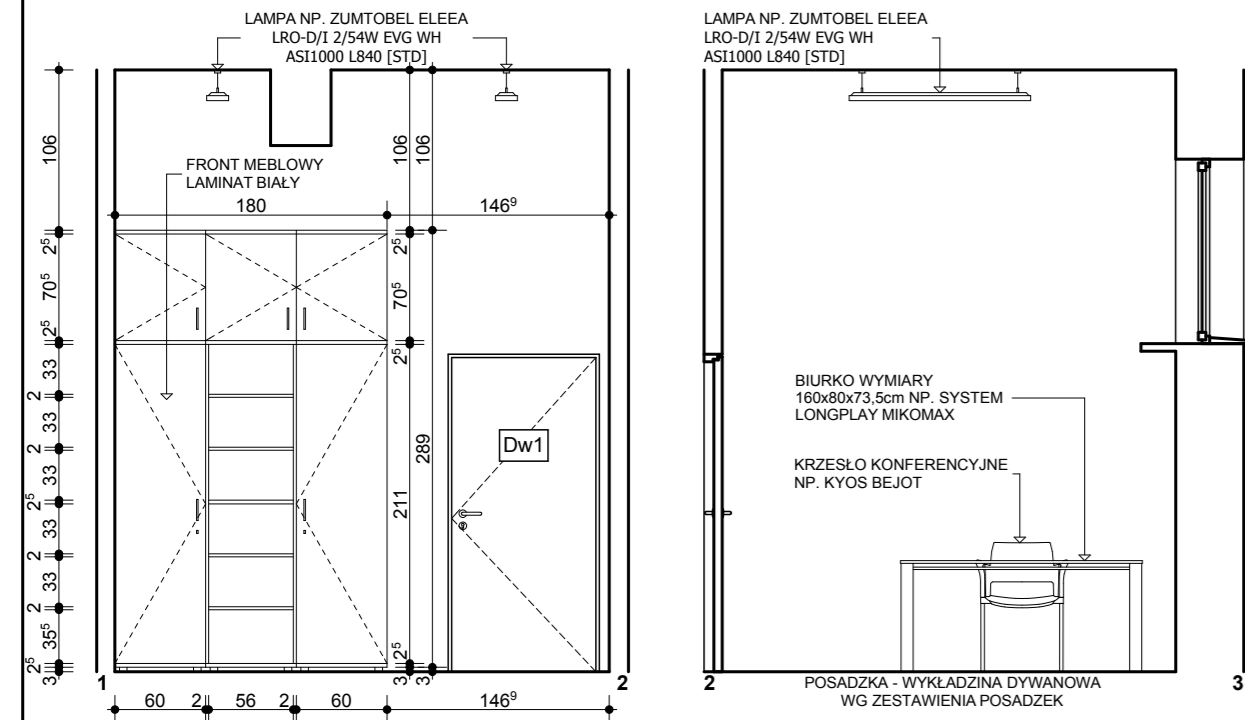 LAMPA NP. ZUMTOBEL ELEEA
LRO-D/I 2/54W EVG WH
ASI1000 L840 [STD]
FRONT MEBLOWY
LAMINAT BIAŁY
180
146⁹
106
2⁵
70⁵
2⁵
33
2
33
2
33
2⁵
33
2
33
2
35⁵
2⁵
3
106
106
2⁵
70⁵
2⁵
289
211
2⁵
3
3
Dw1
1
2
60
2
56
2
60
146⁹
LAMPA NP. ZUMTOBEL ELEEA
LRO-D/I 2/54W EVG WH
ASI1000 L840 [STD]
BIURKO WYMIARY
160x80x73,5cm NP. SYSTEM
LONGPLAY MIKOMAX
KRZESŁO KONFERENCYJNE
NP. KYOS BEJOT
2
POSADZKA - WYKŁADZINA DYWANOWA
WG ZESTAWIENIA POSADZEK
3